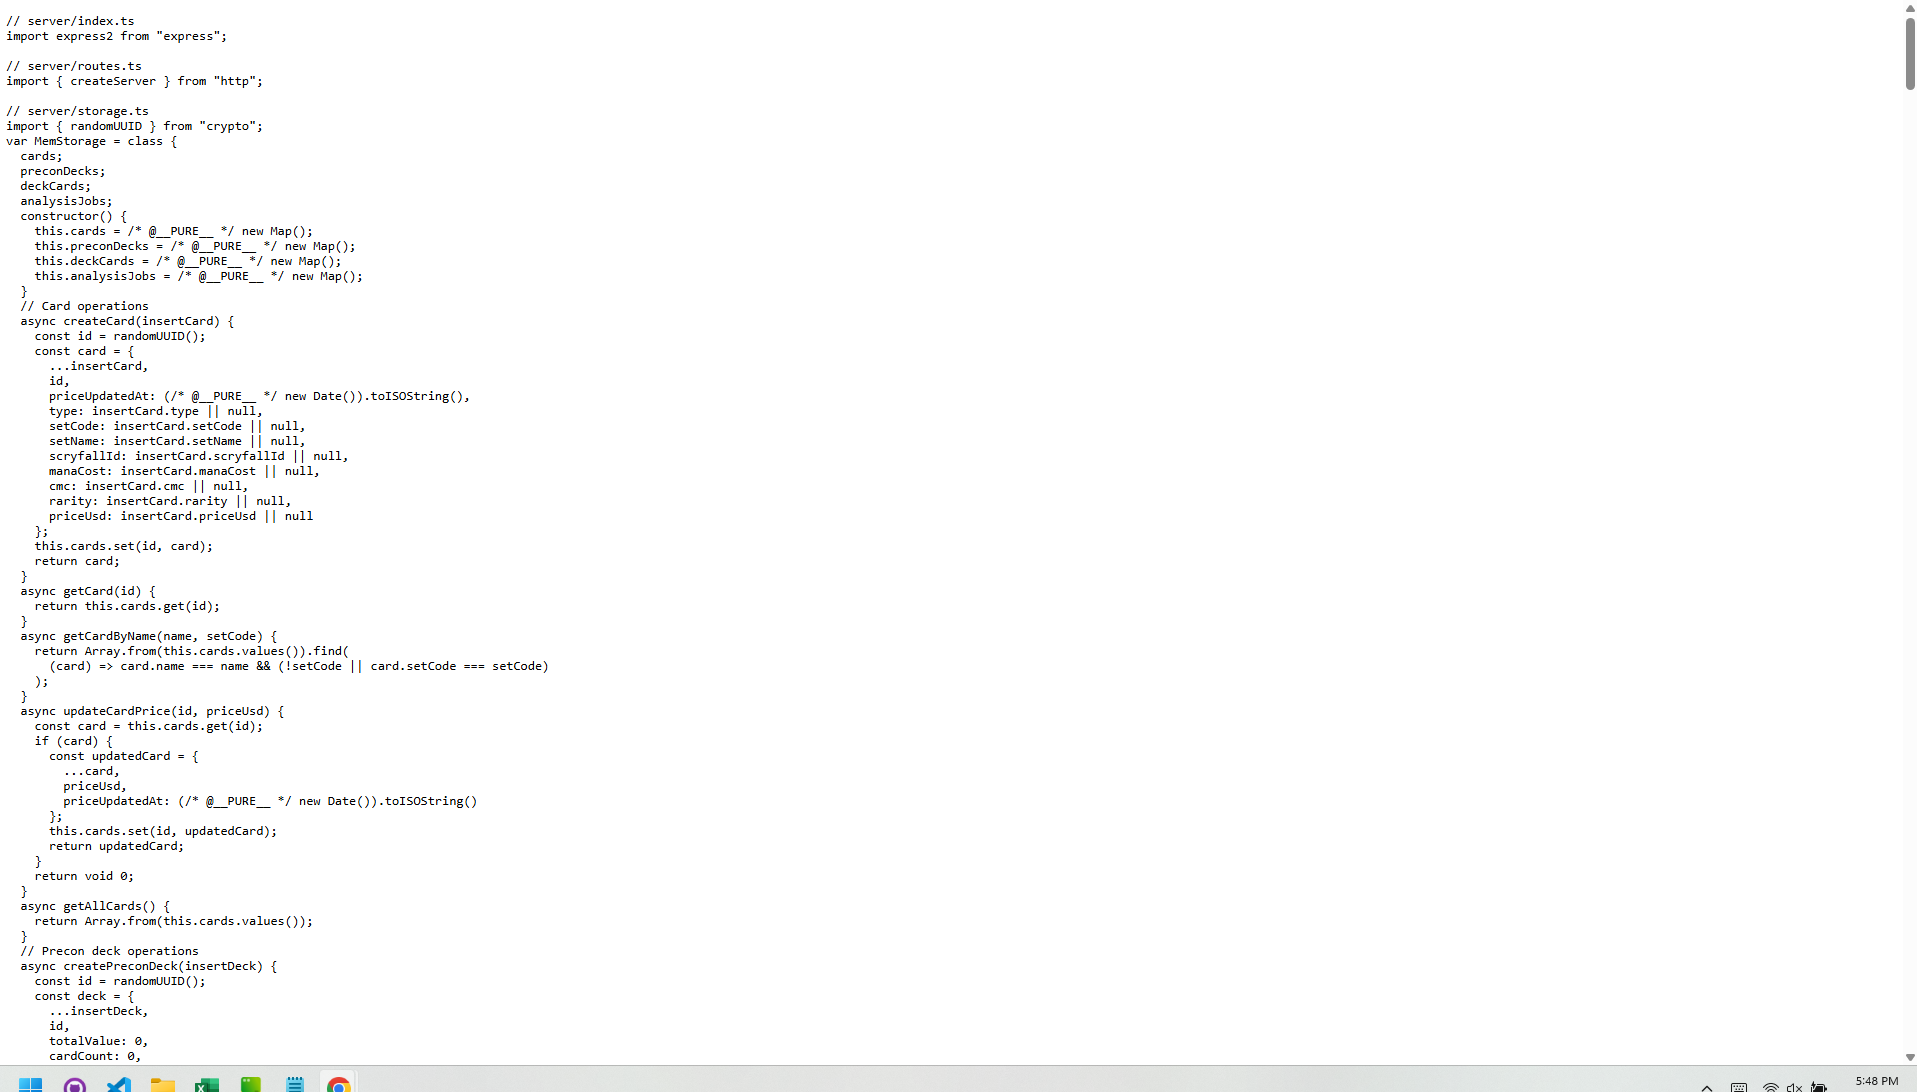 // server/index.ts
import express2 from "express";

// server/routes.ts
import { createServer } from "http";

// server/storage.ts
import { randomUUID } from "crypto";
var MemStorage = class {
  cards;
  preconDecks;
  deckCards;
  analysisJobs;
  constructor() {
    this.cards = /* @__PURE__ */ new Map();
    this.preconDecks = /* @__PURE__ */ new Map();
    this.deckCards = /* @__PURE__ */ new Map();
    this.analysisJobs = /* @__PURE__ */ new Map();
  }
  // Card operations
  async createCard(insertCard) {
    const id = randomUUID();
    const card = {
      ...insertCard,
      id,
      priceUpdatedAt: (/* @__PURE__ */ new Date()).toISOString(),
      type: insertCard.type || null,
      setCode: insertCard.setCode || null,
      setName: insertCard.setName || null,
      scryfallId: insertCard.scryfallId || null,
      manaCost: insertCard.manaCost || null,
      cmc: insertCard.cmc || null,
      rarity: insertCard.rarity || null,
      priceUsd: insertCard.priceUsd || null
    };
    this.cards.set(id, card);
    return card;
  }
  async getCard(id) {
    return this.cards.get(id);
  }
  async getCardByName(name, setCode) {
    return Array.from(this.cards.values()).find(
      (card) => card.name === name && (!setCode || card.setCode === setCode)
    );
  }
  async updateCardPrice(id, priceUsd) {
    const card = this.cards.get(id);
    if (card) {
      const updatedCard = {
        ...card,
        priceUsd,
        priceUpdatedAt: (/* @__PURE__ */ new Date()).toISOString()
      };
      this.cards.set(id, updatedCard);
      return updatedCard;
    }
    return void 0;
  }
  async getAllCards() {
    return Array.from(this.cards.values());
  }
  // Precon deck operations
  async createPreconDeck(insertDeck) {
    const id = randomUUID();
    const deck = {
      ...insertDeck,
      id,
      totalValue: 0,
      cardCount: 0,
5:48 PM